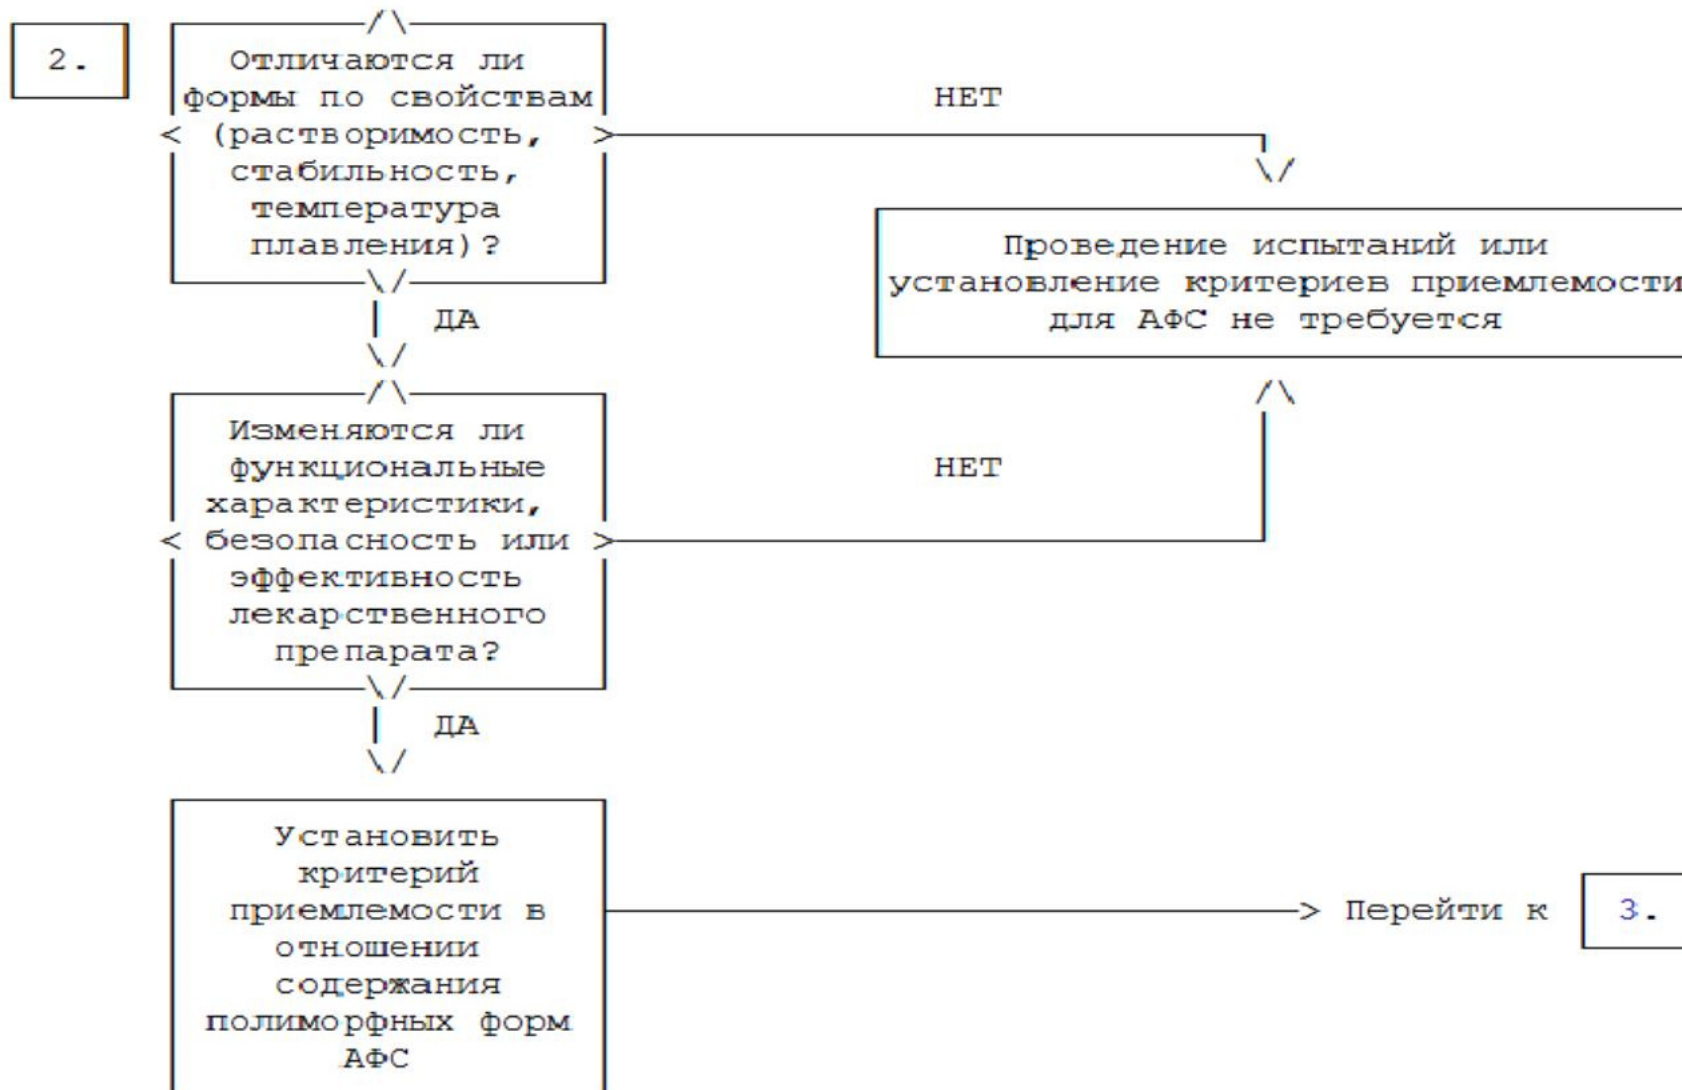 2.
Отличаются ли
формы по свойствам
(растворимость,
стабильность,
температура
плавления)?
НЕТ
Проведение испытаний или
установление критериев приемлемости
для АФС не требуется
ДА
Изменяются ли
функциональные
характеристики,
безопасность или
эффективность
лекарственного
препарата?
НЕТ
ДА
Установить
критерий
приемлемости в
отношении
содержания
полиморфных форм
АФС
Перейти к
3.